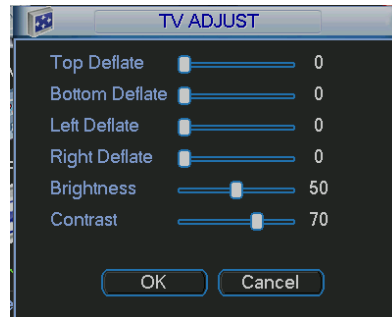 TV ADJUST
Top Deflate 0
Bottom Deflate 0
Left Deflate 0
Right Deflate 0
Brightness 50
Contrast 70
OK Cancel